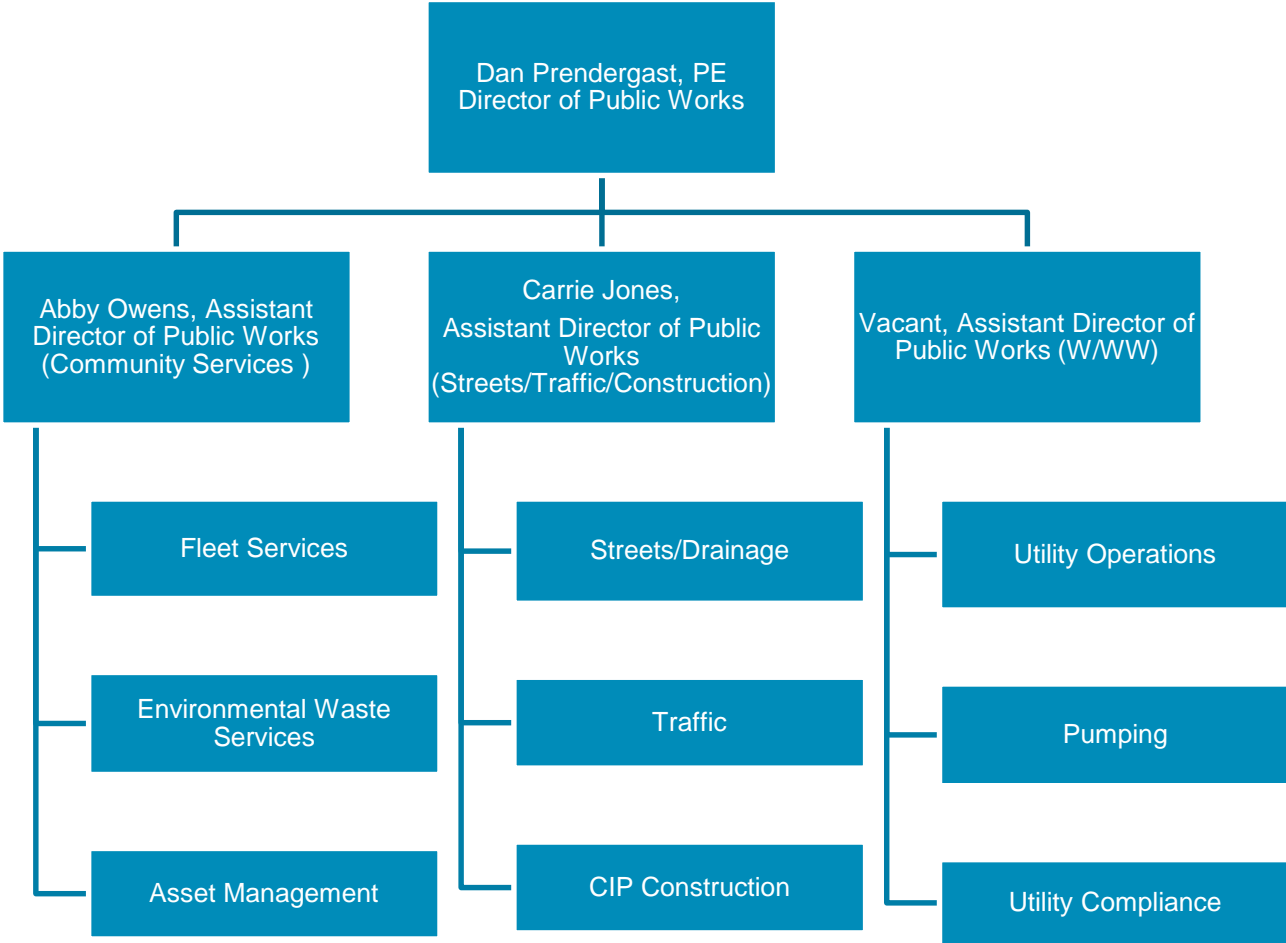 Dan Prendergast, PE
Director of Public Works
Abby Owens, Assistant
Director of Public Works
(Community Services )
Carrie Jones,
Assistant Director of Public
Works
(Streets/Traffic/Construction)
Vacant, Assistant Director of
Public Works (W/WW)
Fleet Services
Environmental Waste
Services
Asset Management
Streets/Drainage
Traffic
CIP Construction
Utility Operations
Pumping
Utility Compliance